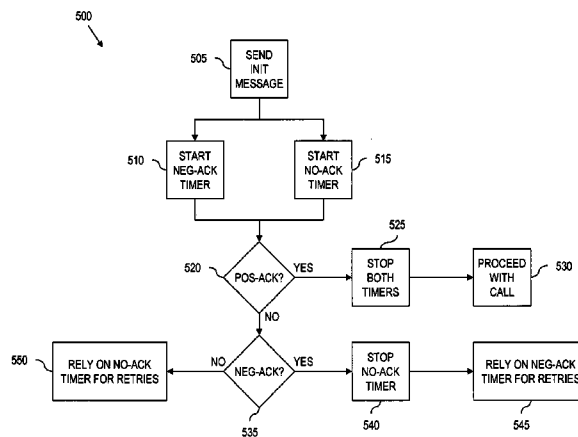 500
505
SEND
INIT
MESSAGE
510
START
NEG-ACK
TIMER
START
NO-ACK
TIMER
515
520
POS-ACK?
YES
525
STOP
BOTH
TIMERS
PROCEED
WITH
CALL
530
NO
550
RELY ON NO-ACK
TIMER FOR RETRIES
NO
NEG-ACK?
YES
535
STOP
NO-ACK
TIMER
540
RELY ON NEG-ACK
TIMER FOR RETRIES
545